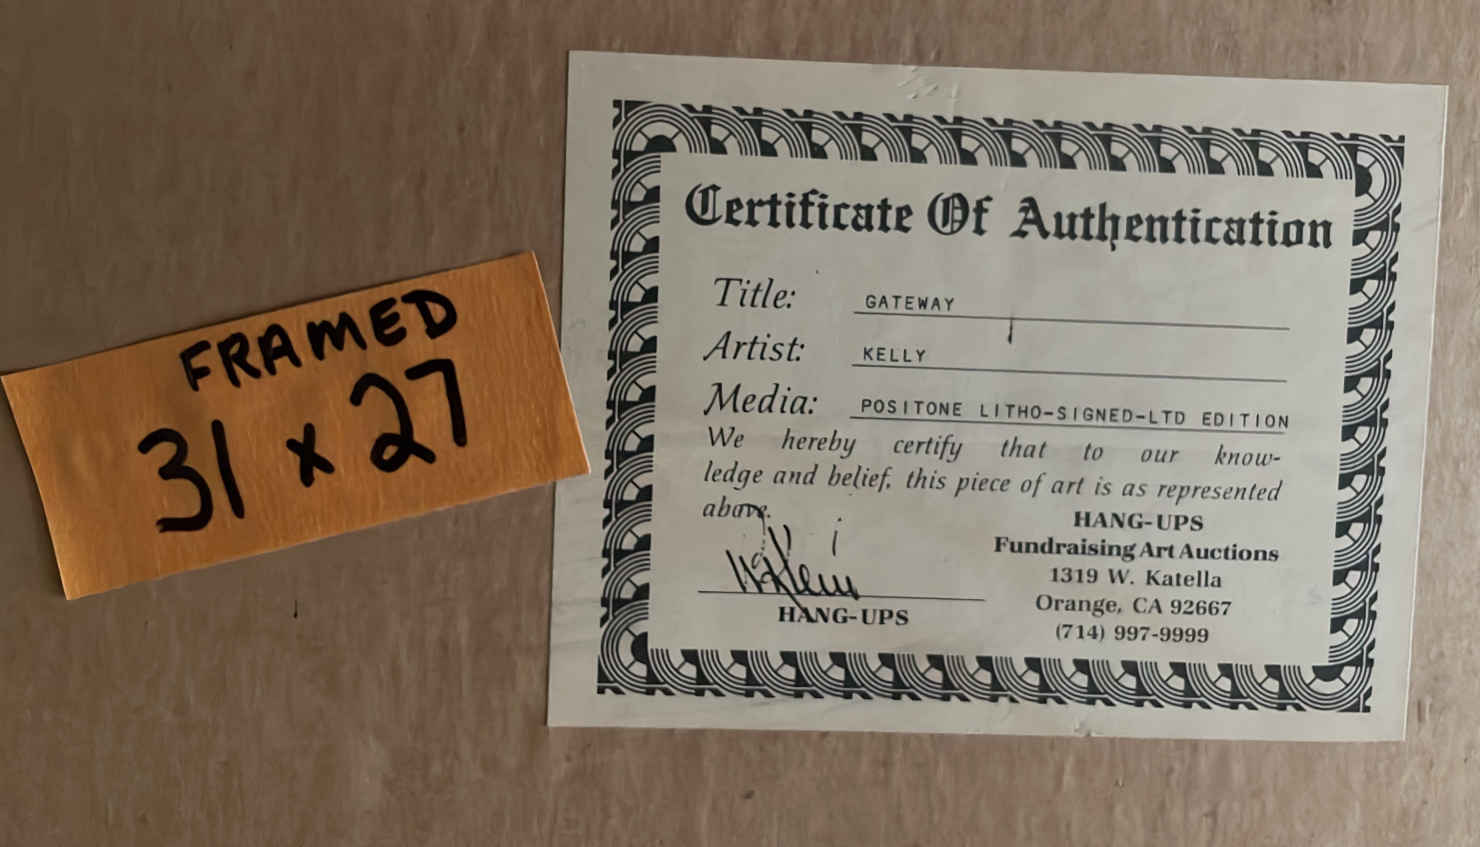 FRAMED
31 x 27
Certificate Of Authentication
Title: GATEWAY
Artist: KELLY
Media: POSITONE LITHO-SIGNED-LTD EDITION
We hereby certify that to our know-
ledge and belief, this piece of art is as represented
above.
HANG-UPS
Fundraising Art Auctions
1319 W. Katella
Orange, CA 92667
(714) 997-9999
HANG-UPS